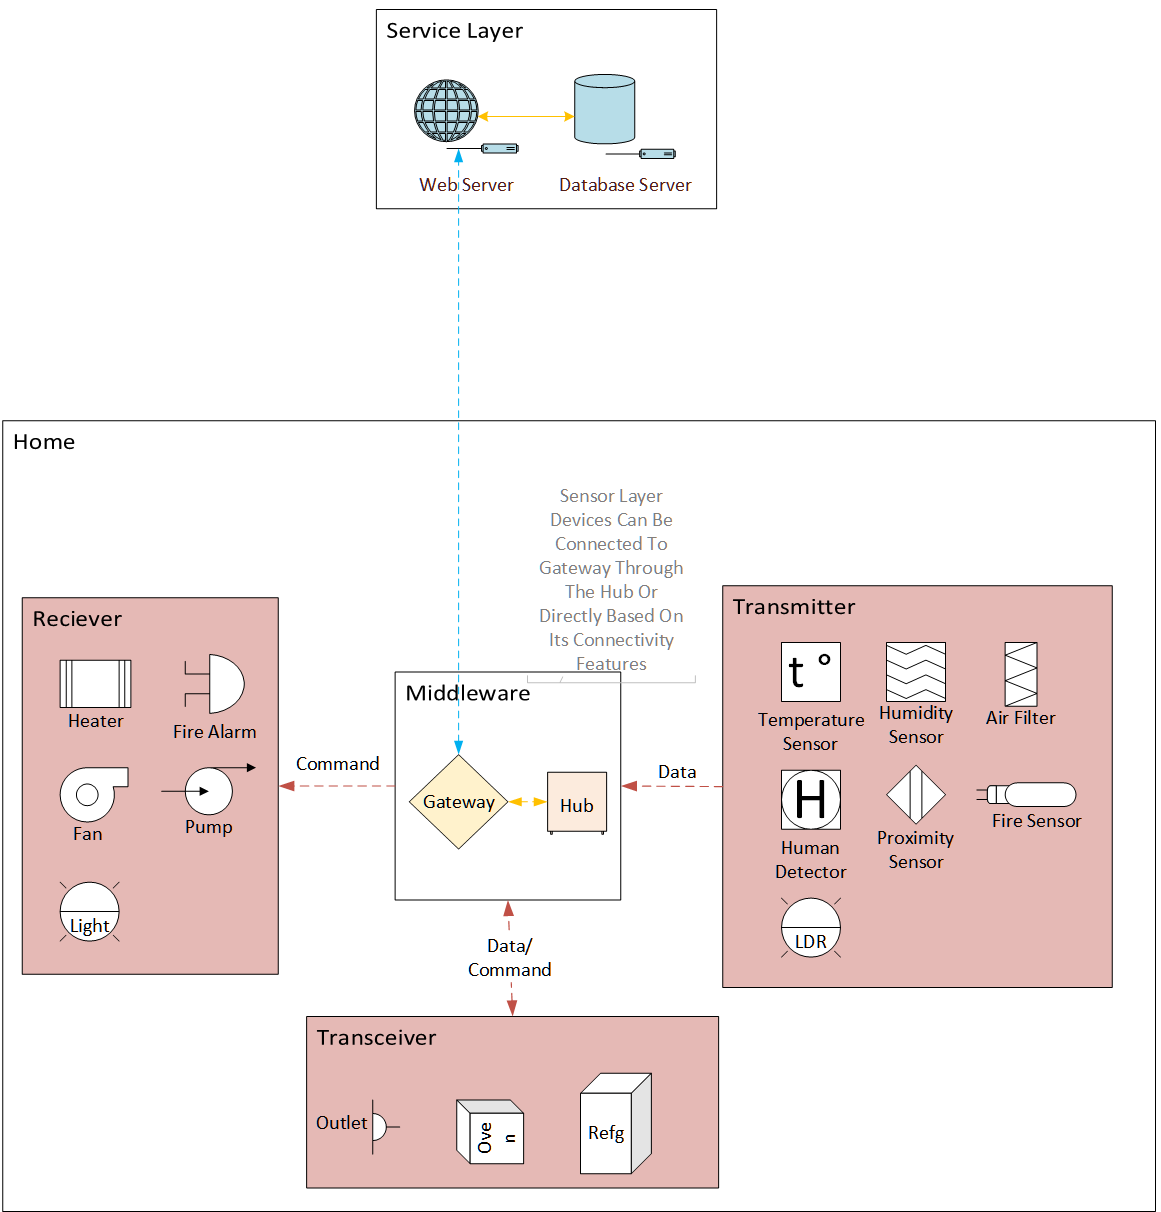 Service Layer
Web Server
Database Server
Home
Sensor Layer
Devices Can Be
Connected To
Gateway Through
The Hub Or
Directly Based On
Its Connectivity
Features
Reciever
Heater
Fire Alarm
Fan
Pump
Light
Command
Middleware
Gateway
Hub
Data
Transmitter
t °
Temperature
Sensor
Humidity
Sensor
Air Filter
H
Human
Detector
Proximity
Sensor
Fire Sensor
LDR
Data/
Command
Transceiver
Outlet
Ove
n
Refg